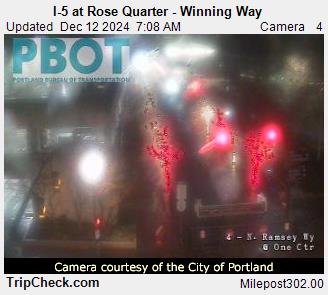 I-5 at Rose Quarter - Winning Way
Updated Dec 12 2024 7:08 AM Camera 4
PBOT
PORTLAND BUREAU OF TRANSPORTATION
4 - N. Ramsey Wy
@ One Ctr
Camera courtesy of the City of Portland
TripCheck.com Milepost302.00